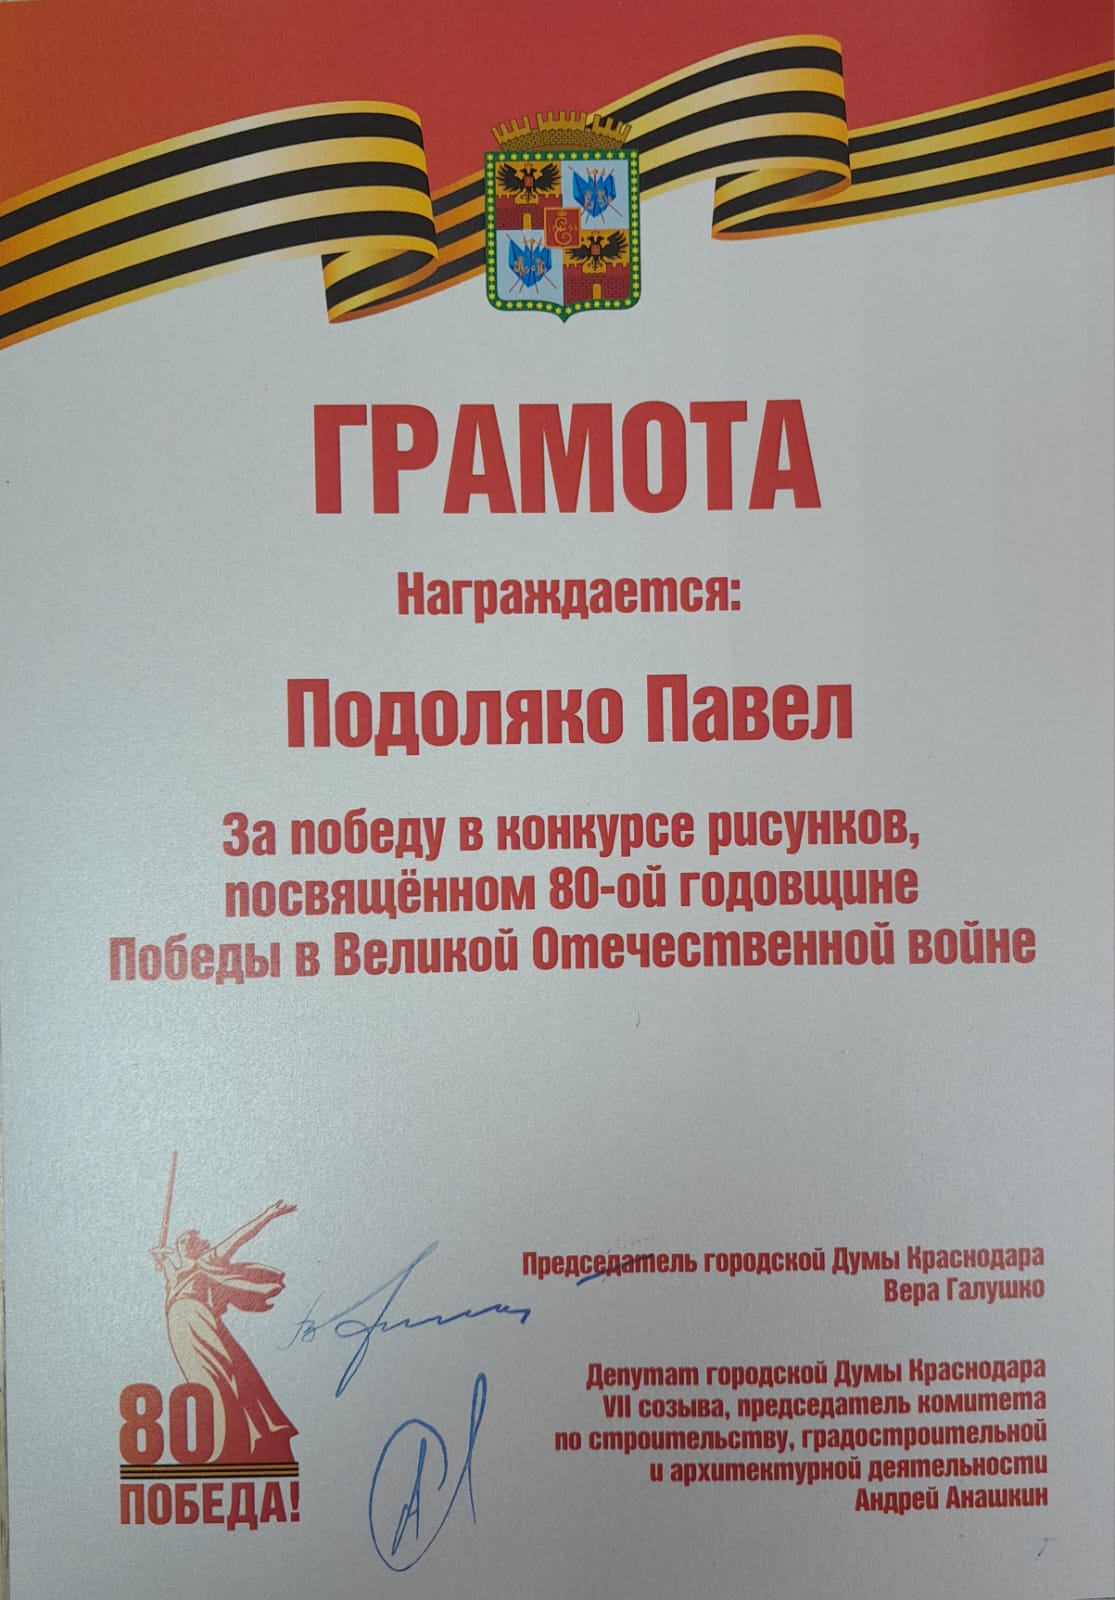 ГРАМОТА
Награждается:
Подоляко Павел
За победу в конкурсе рисунков,
посвящённом 80-ой годовщине
Победы в Великой Отечественной войне
Председатель городской Думы Краснодара
Вера Галушко
Депутат городской Думы Краснодара
VII созыва, председатель комитета
по строительству, градостроительной
и архитектурной деятельности
Андрей Анашкин
80
ПОБЕДА!